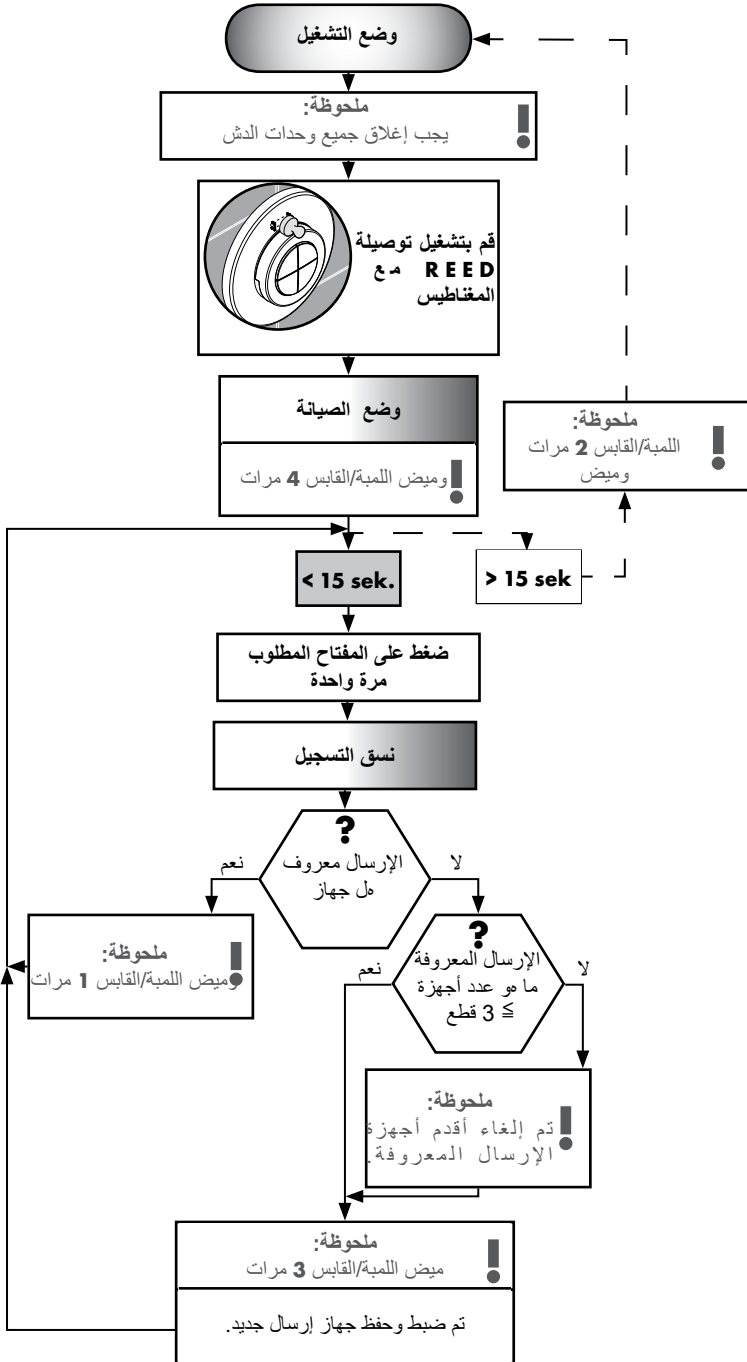 وضع التشغيل
ملحوظة:
يجب إغلاق جميع وحدات الدش
قم بتشغيل توصيلة
REED مع
المغناطيس
وضع الصيانة
وميض اللمبة/القابس 4 مرات
ملحوظة:
اللمبة/القابس 2 مرات
وميض
< 15 sek.
> 15 sek
ضغط على المفتاح المطلوب
مرة واحدة
نسق التسجيل
?
الإرسال معروف
هل جهاز
نعم
لا
ملحوظة:
وميض اللمبة/القابس 1 مرات
?
الإرسال المعروفة
ما هو عدد أجهزة
≦ 3 قطع
نعم
لا
ملحوظة:
تم إلغاء أقدم أجهزة
الإرسال المعروفة.
ملحوظة:
ميض اللمبة/القابس 3 مرات
تم ضبط وحفظ جهاز إرسال جديد.